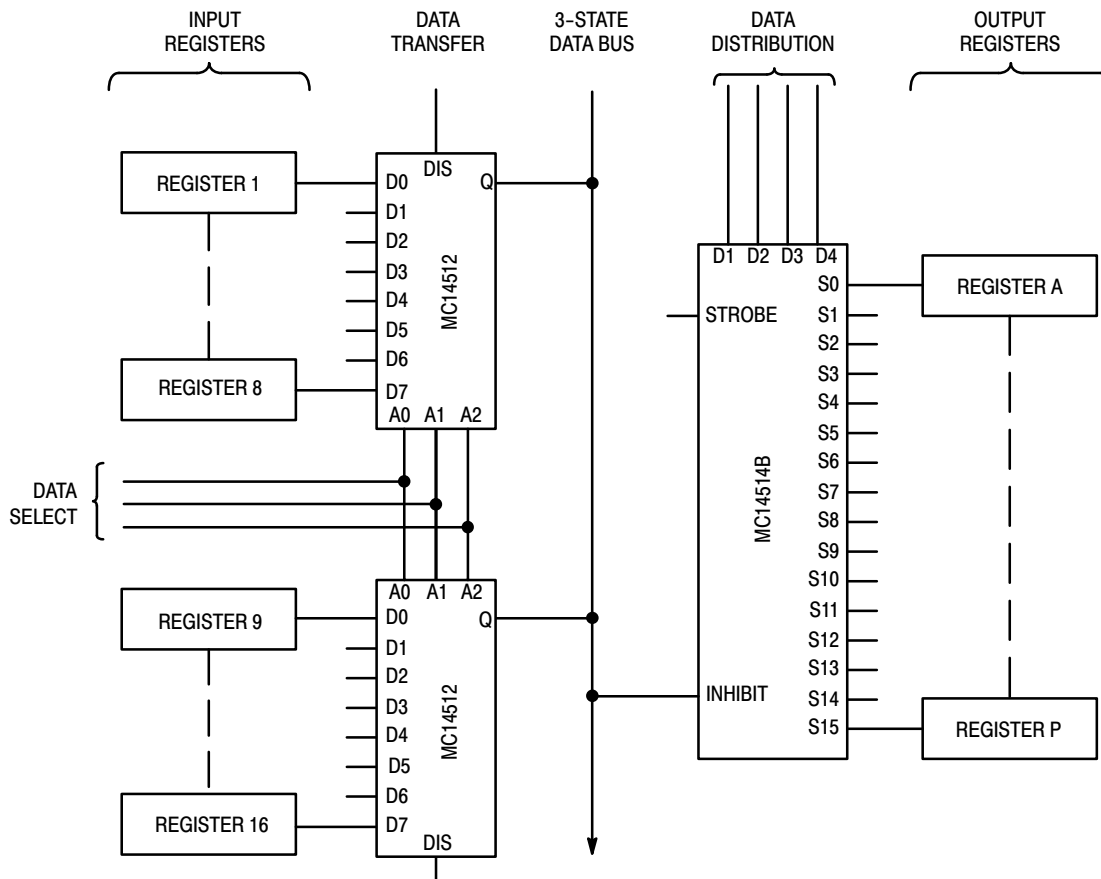 INPUT
REGISTERS
DATA
TRANSFER
3-STATE
DATA BUS
DATA
DISTRIBUTION
OUTPUT
REGISTERS
REGISTER 1
REGISTER 8
DIS
D0
Q
D1
D2
D3
D4
D5
D6
D7
A0 A1 A2
MC14512
DATA
SELECT
REGISTER 9
REGISTER 16
A0 A1 A2
D0
Q
D1
D2
D3
D4
D5
D6
D7
DIS
MC14512
D1 D2 D3 D4
STROBE
INHIBIT
MC14514B
S0
S1
S2
S3
S4
S5
S6
S7
S8
S9
S10
S11
S12
S13
S14
S15
REGISTER A
REGISTER P